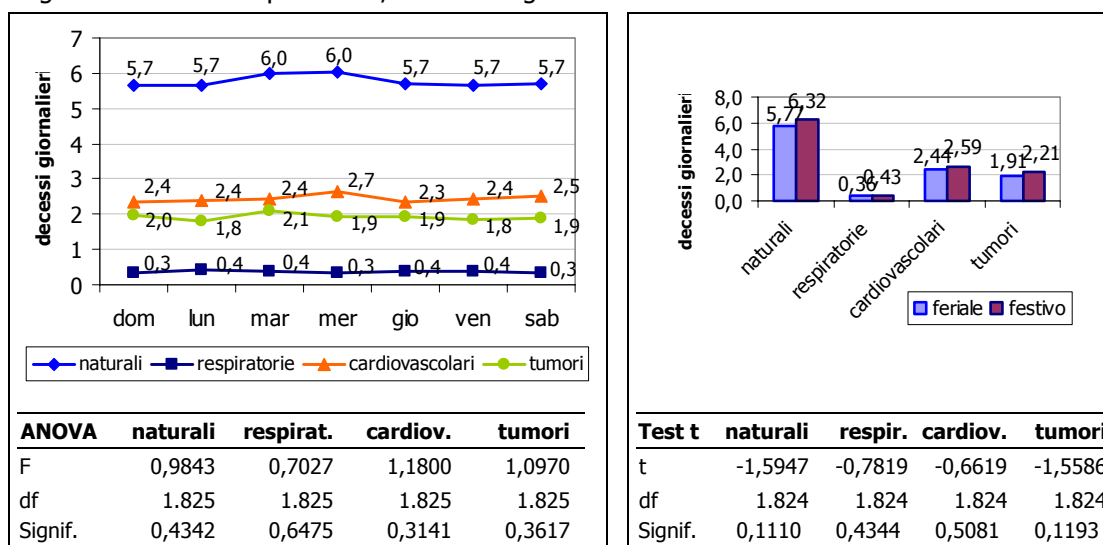 7
6
5
4
3
2
1
0
decessi giornalieri
5,7 5,7 6,0 6,0 5,7 5,7 5,7
2,4 2,4 2,4 2,7 2,3 2,4 2,5
2,0 1,8 2,1 1,9 1,9 1,8 1,9
0,3 0,4 0,4 0,3 0,4 0,4 0,3
dom lun mar mer gio ven sab
naturali respiratorie cardiovascolari tumori
ANOVA naturali respirat. cardiov. tumori
F 0,9843 0,7027 1,1800 1,0970
df 1.825 1.825 1.825 1.825
Signif. 0,4342 0,6475 0,3141 0,3617
8,0
6,0
4,0
2,0
0,0
decessi giornalieri
5,77 6,32 0,36 0,43 2,44 2,59 1,91 2,21
naturali respiratorie cardiovascolari tumori
feriale festivo
Test t naturali respir. cardiov. tumori
t -1,5947 -0,7819 -0,6619 -1,5586
df 1.824 1.824 1.824 1.824
Signif. 0,1110 0,4344 0,5081 0,1193